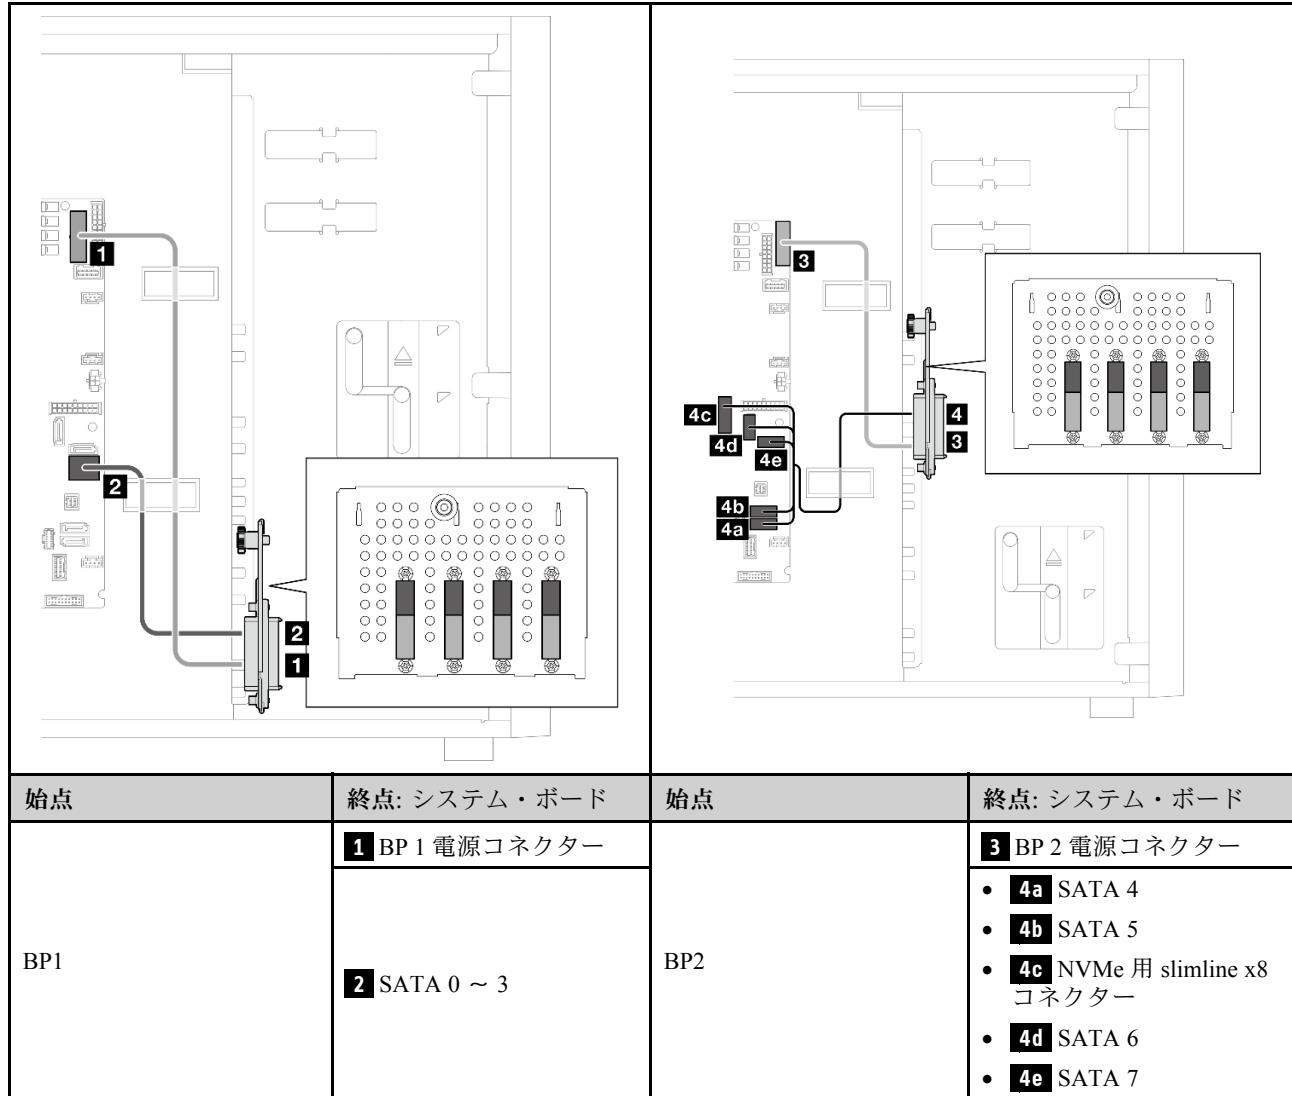 1
2
2
1
3
4c
4d
4e
4b
4a
4
3
始点
終点: システム・ボード
始点
終点: システム・ボード
BP1
1 BP 1 電源コネクター
2 SATA 0 ～ 3
BP2
3 BP 2 電源コネクター
• 4a SATA 4
• 4b SATA 5
• 4c NVMe 用 slimline x8
コネクター
• 4d SATA 6
• 4e SATA 7